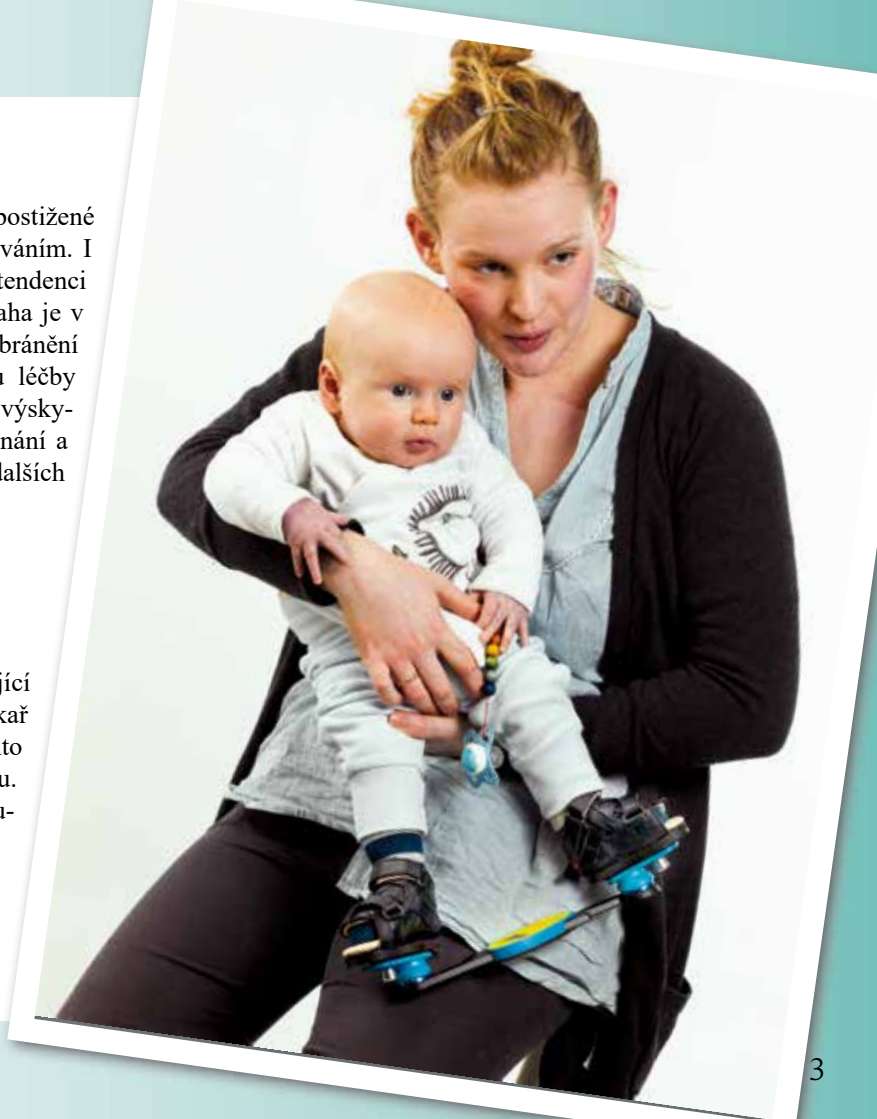 postižené
váním. I
tendenci
aha je v
bránění
léčby
výsky-
nání a
dalších
jící
kař
to
u.
u-
3